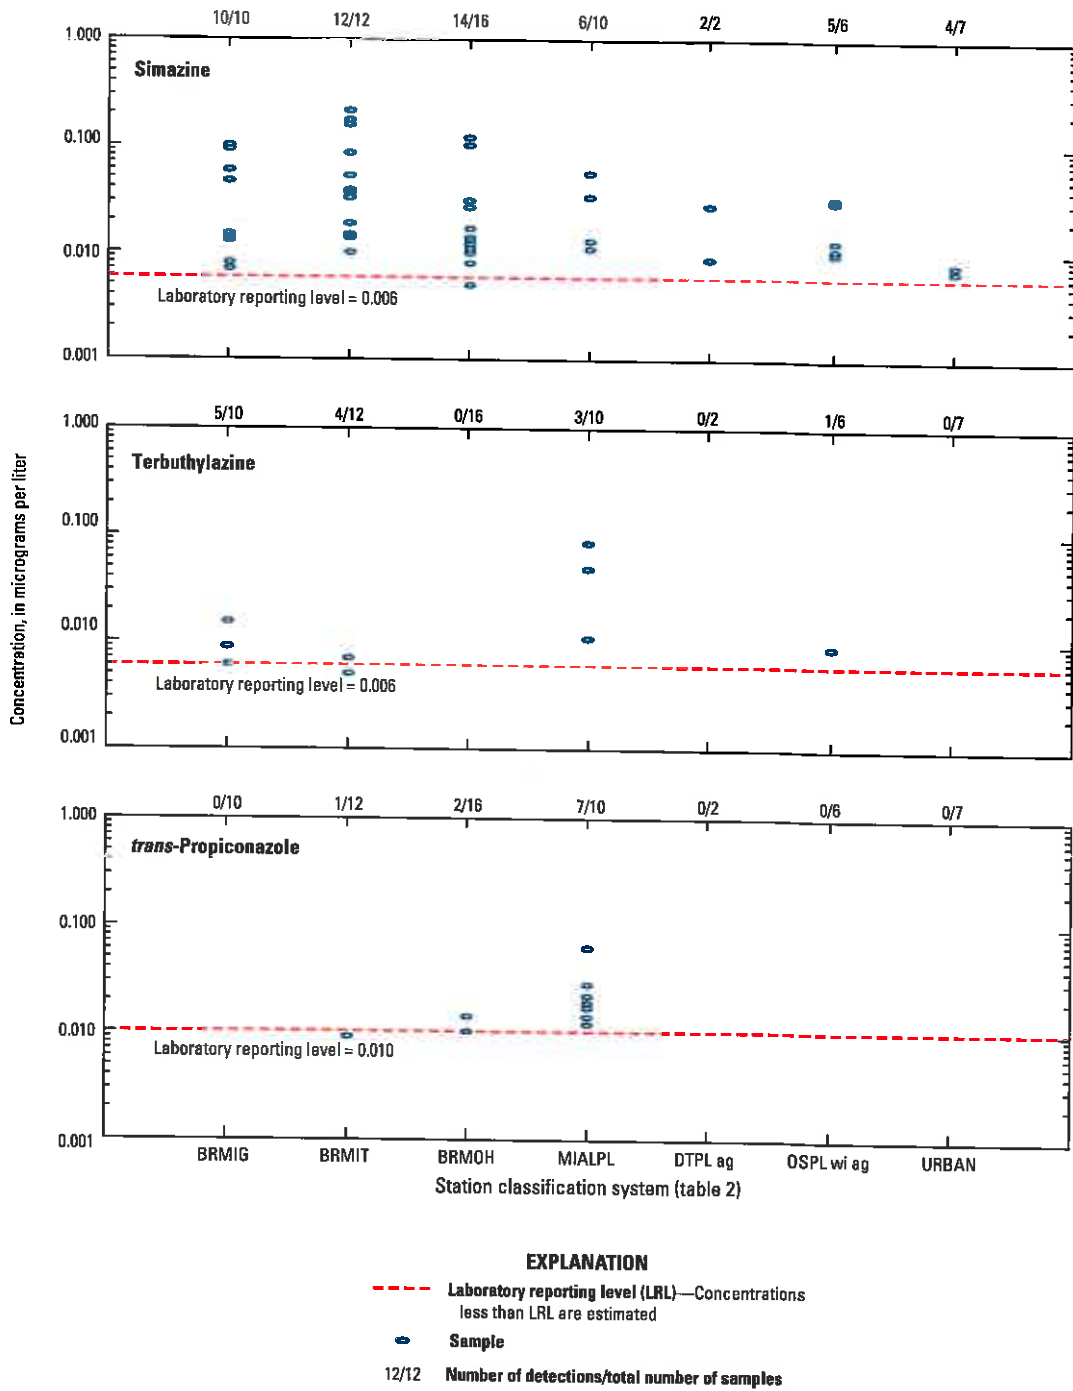 10/10 12/12 14/16 6/10 2/2 5/6 4/7
1.000
Simazine
0.100
0.010
Laboratory reporting level = 0.006
0.001
5/10 4/12 0/16 3/10 0/2 1/6 0/7
1.000
Terbuthylazine
0.100
0.010
Laboratory reporting level = 0.006
0.001
Concentration, in micrograms per liter
0/10 1/12 2/16 7/10 0/2 0/6 0/7
1.000
trans-Propiconazole
0.100
0.010
Laboratory reporting level = 0.010
0.001
BRMIG BRMIT BRMOH MIALPL DTPL ag OSPL wi ag URBAN
Station classification system (table 2)
EXPLANATION
Laboratory reporting level (LRL)—Concentrations
less than LRL are estimated
Sample
12/12 Number of detections/total number of samples